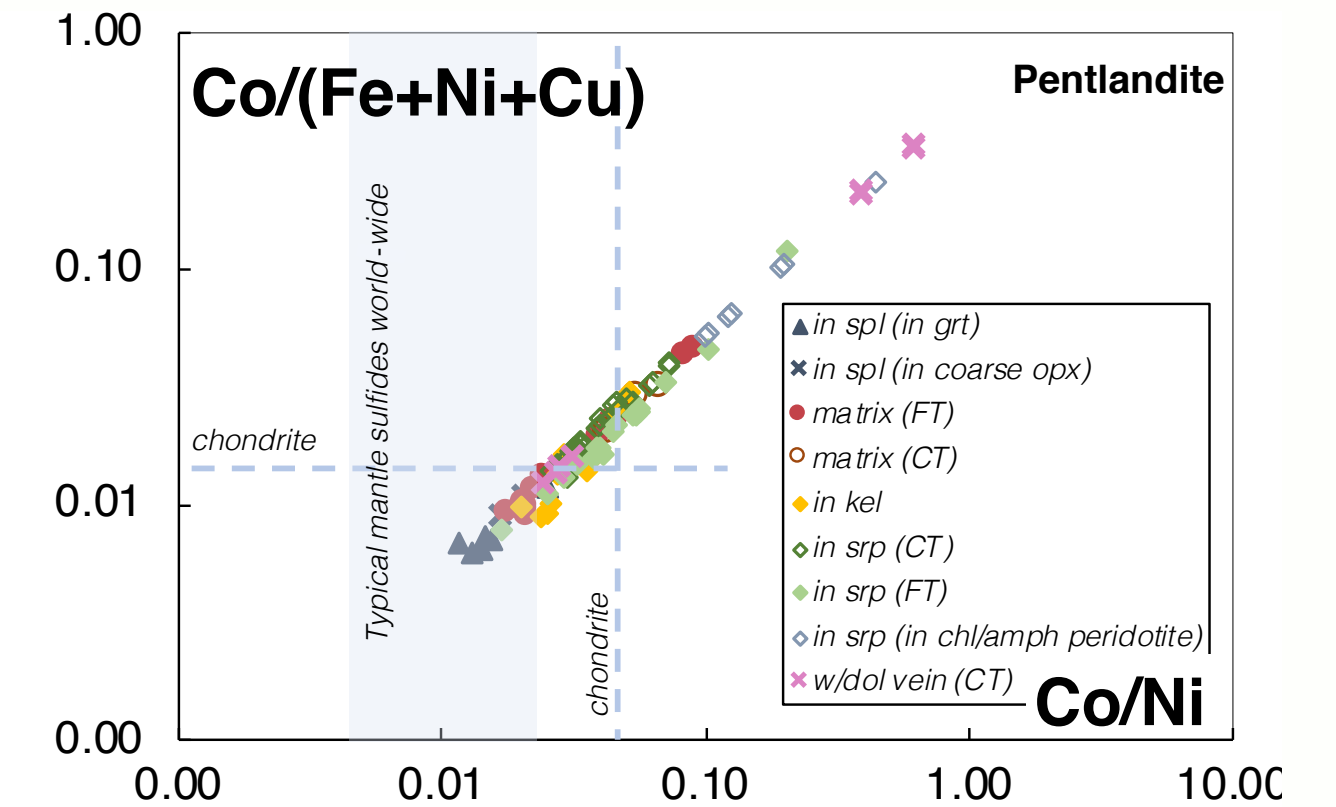 1.00
Co/(Fe+Ni+Cu)
Pentlandite
Typical mantle sulfides world-wide
0.10
in spl (in grt)
in spl (in coarse opx)
matrix (FT)
chondrite
matrix (CT)
0.01
in kel
in srp (CT)
in srp (FT)
chondrite
in srp (in chl/amph peridotite)
w/dol vein (CT)
Co/Ni
0.00
0.00
0.01
0.10
1.00
10.00